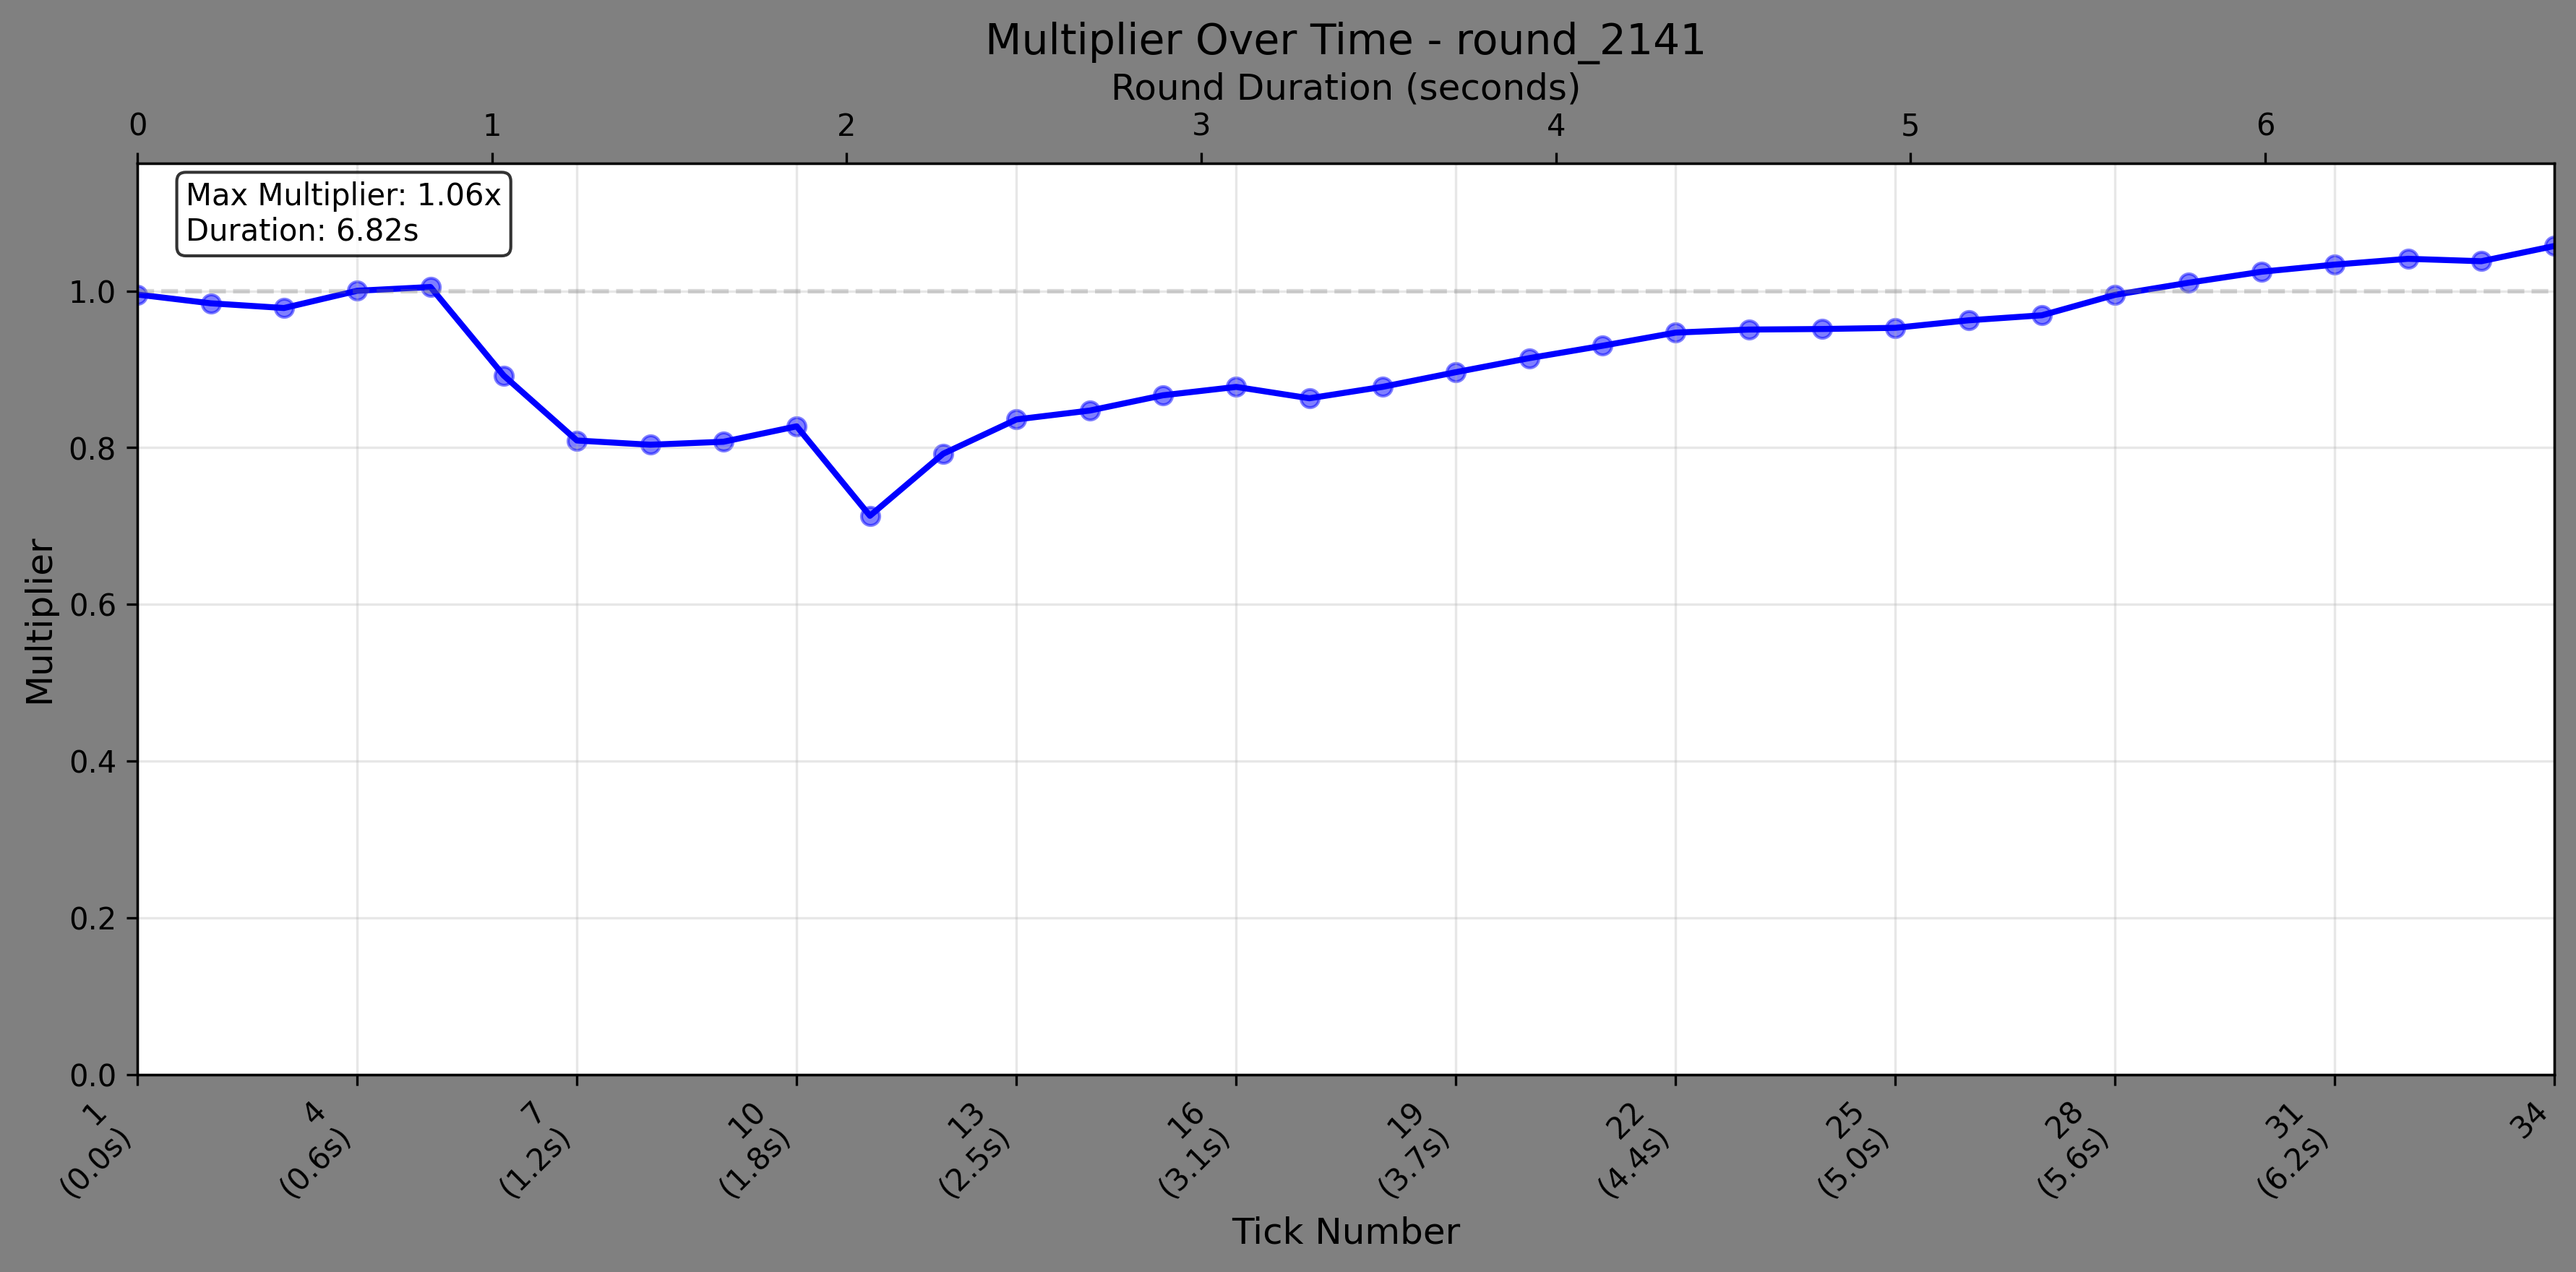 Multiplier Over Time - round_2141
Round Duration (seconds)
0 1 2 3 4 5 6
Max Multiplier: 1.06x
Duration: 6.82s
Multiplier
1.0
0.8
0.6
0.4
0.2
0.0
1
(0.0s)
4
(0.6s)
7
(1.2s)
10
(1.8s)
13
(2.5s)
16
(3.1s)
19
(3.7s)
22
(4.4s)
25
(5.0s)
28
(5.6s)
31
(6.2s)
34
Tick Number